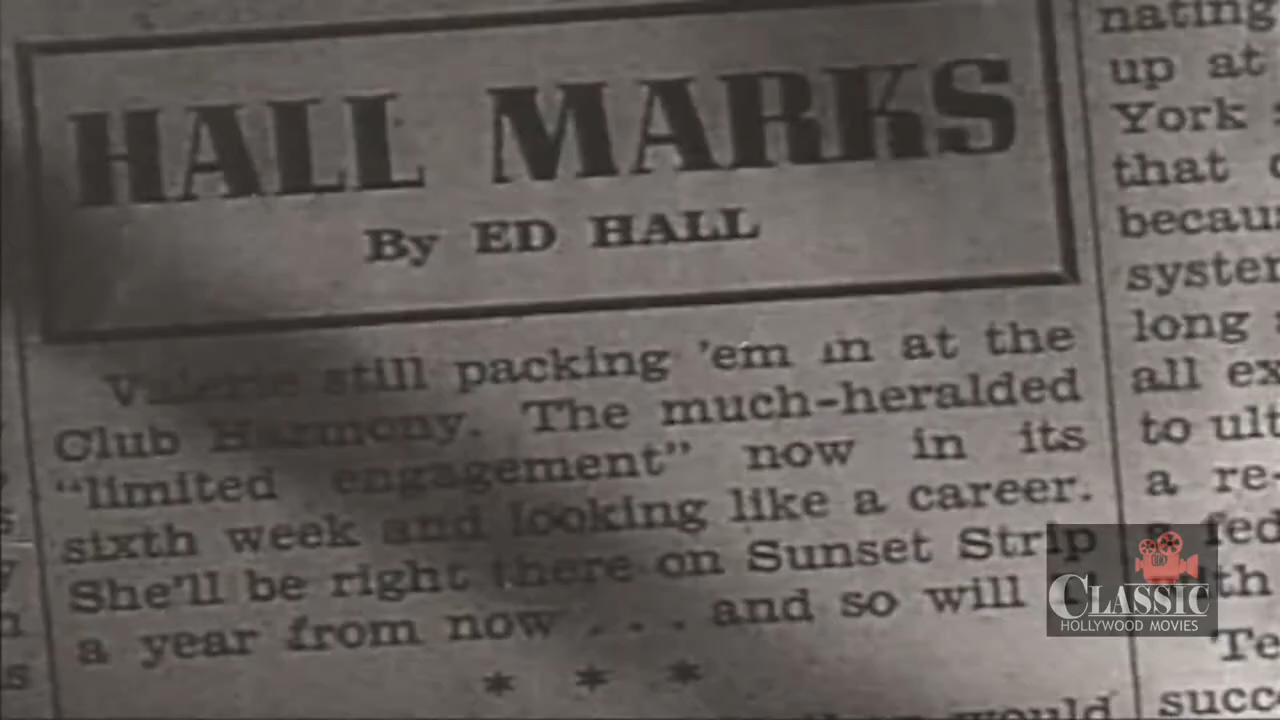 HALL MARKS
By ED HALL
Valerie still packing 'em in at the
Club Harmony. The much-heralded
"limited engagement" now in its
sixth week and looking like a career.
She'll be right there on Sunset Strip
a year from now . . . and so will
* * *
would
nating
up at
York
that
becau
system
long
all ex
to ult
a re-
a fed
'Te
succ
CLASSIC
HOLLYWOOD MOVIES